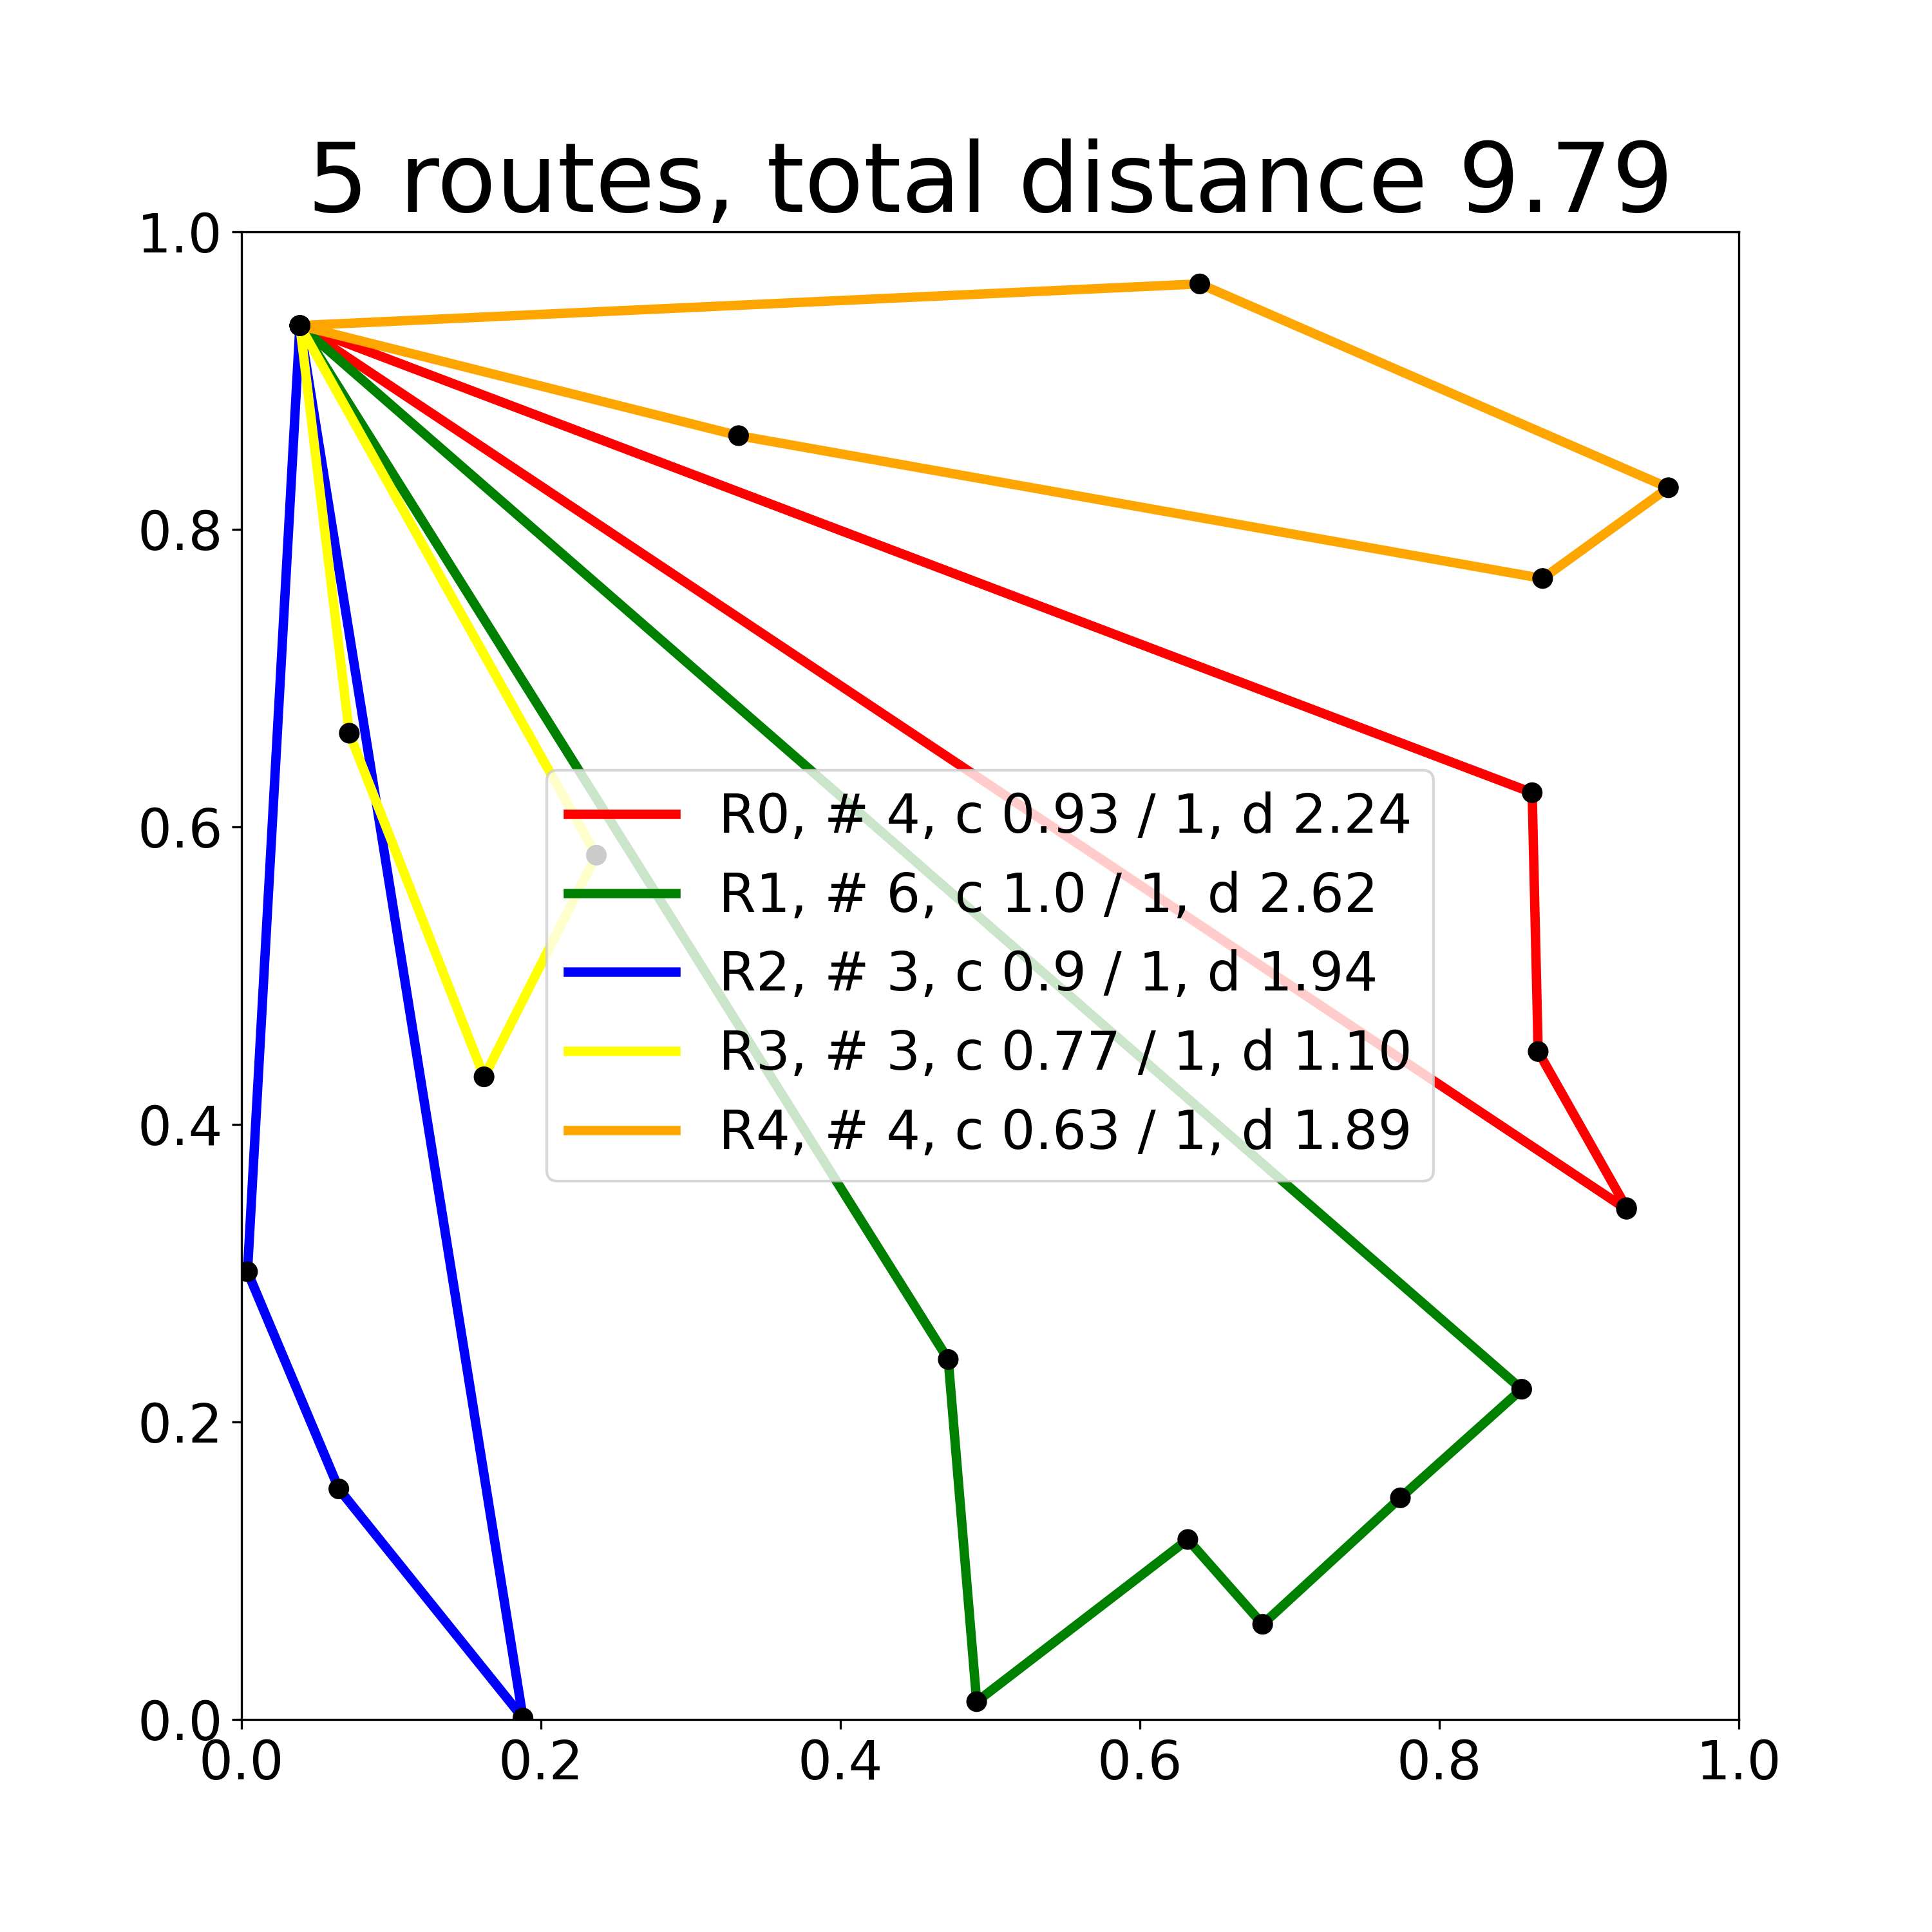 5 routes, total distance 9.79
1.0
0.8
0.6
0.4
0.2
0.0
R0, # 4, c 0.93 / 1, d 2.24
R1, # 6, c 1.0 / 1, d 2.62
R2, # 3, c 0.9 / 1, d 1.94
R3, # 3, c 0.77 / 1, d 1.10
R4, # 4, c 0.63 / 1, d 1.89
0.0 0.2 0.4 0.6 0.8 1.0